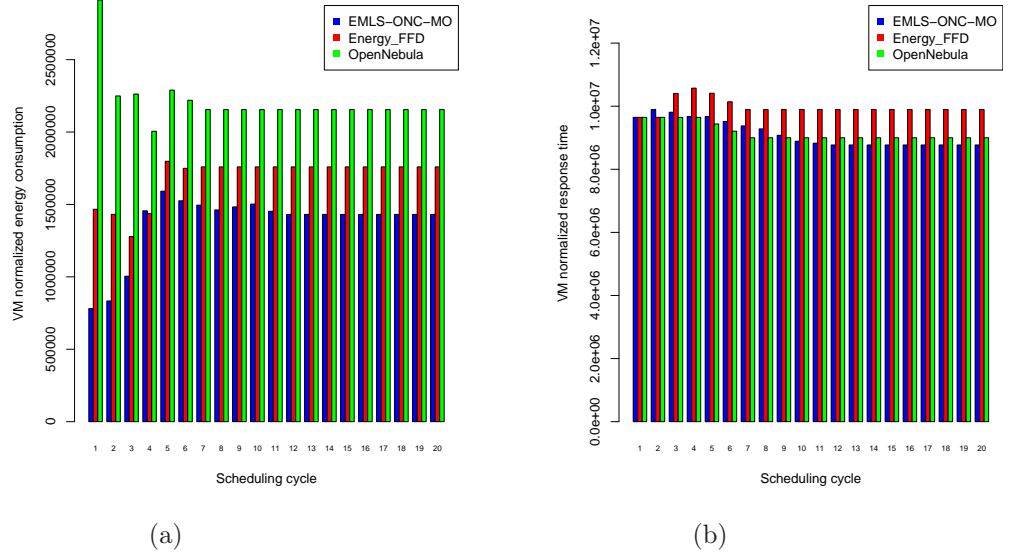 EMLS-ONC-MO
Energy_FFD
OpenNebula
VM normalized energy consumption
0
500000
1000000
1500000
2000000
2500000
1 2 3 4 5 6 7 8 9 10 11 12 13 14 15 16 17 18 19 20
Scheduling cycle
(a)
EMLS-ONC-MO
Energy_FFD
OpenNebula
VM normalized response time
0.0e+00
2.0e+06
4.0e+06
6.0e+06
8.0e+06
1.0e+07
1.2e+07
1 2 3 4 5 6 7 8 9 10 11 12 13 14 15 16 17 18 19 20
Scheduling cycle
(b)